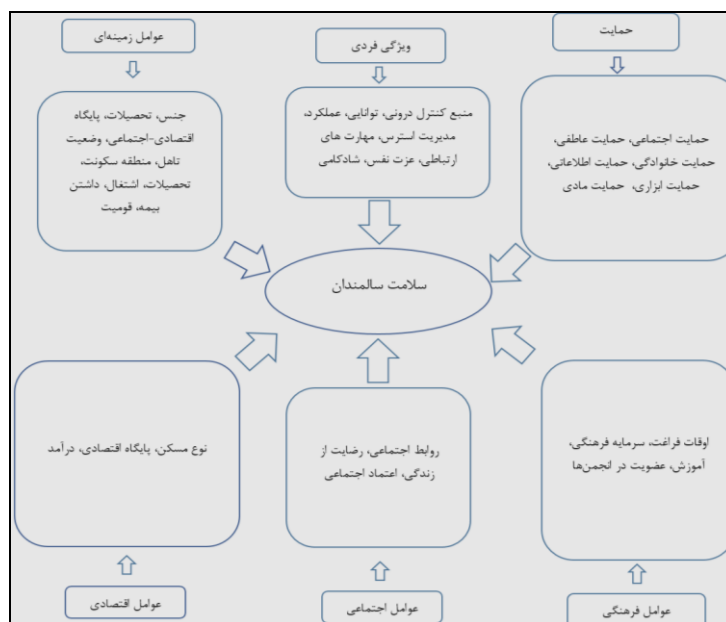 حمایت
ویژگی فردی
عوامل زمینه‌ای
حمایت اجتماعی، حمایت عاطفی،
حمایت خانوادگی، حمایت اطلاعاتی،
حمایت ابزاری، حمایت مادی
منبع کنترل درونی، توانایی، عملکرد،
مدیریت استرس، مهارت های
ارتباطی، عزت نفس، شادکامی
جنس، تحصیلات، پایگاه
اقتصادی-اجتماعی، وضعیت
تاهل، منطقه سکونت،
تحصیلات، اشتغال، داشتن
بیمه، قومیت
سلامت سالمندان
اوقات فراغت، سرمایه فرهنگی،
آموزش، عضویت در انجمن‌ها
روابط اجتماعی، رضایت از
زندگی، اعتماد اجتماعی
نوع مسکن، پایگاه اقتصادی، درآمد
عوامل فرهنگی
عوامل اجتماعی
عوامل اقتصادی